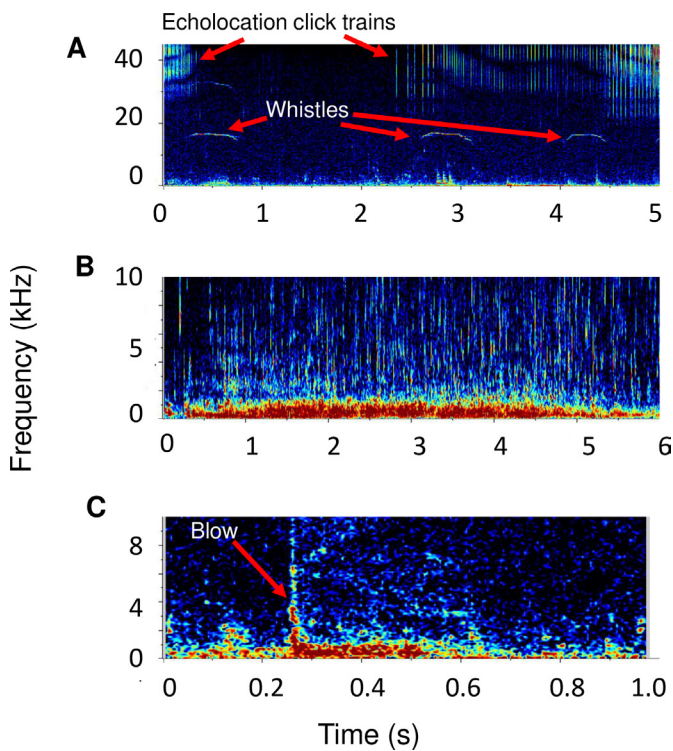 Echolocation click trains
A
40
Whistles
20
0
0 1 2 3 4 5
B
10
5
0
0 1 2 3 4 5 6
Frequency (kHz)
C
Blow
8
4
0
0 0.2 0.4 0.6 0.8 1.0
Time (s)